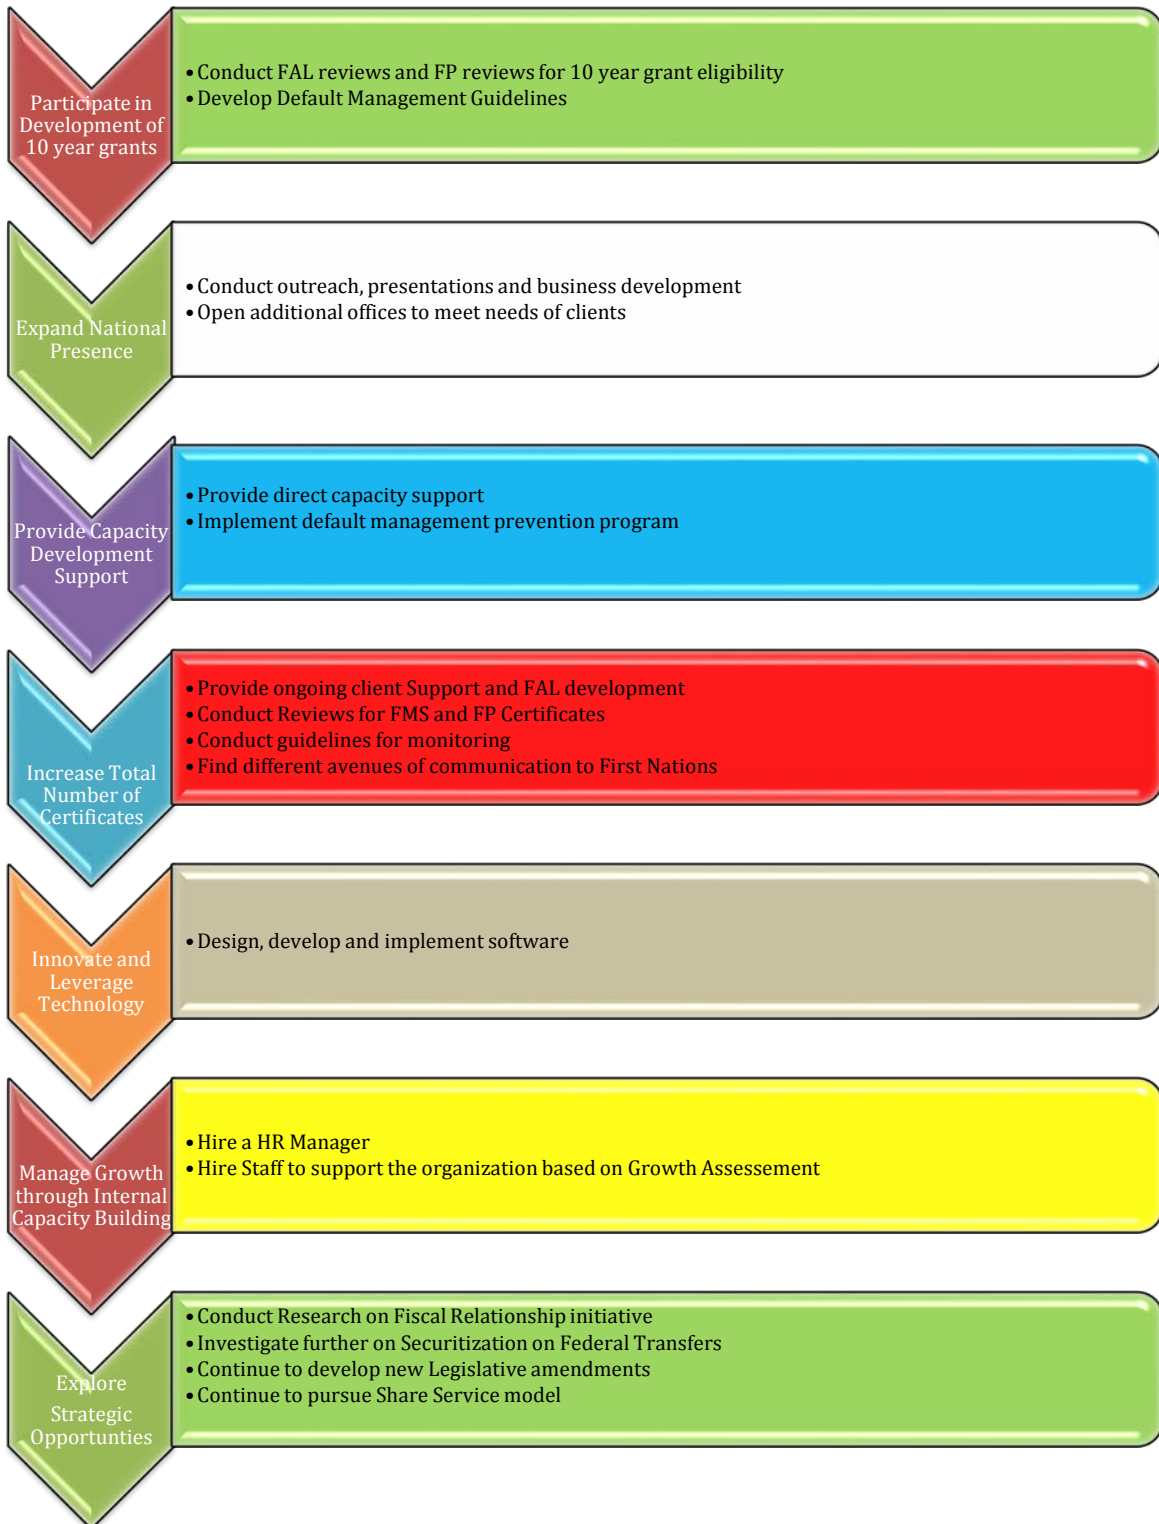 Participate in
Development of
10 year grants
• Conduct FAL reviews and FP reviews for 10 year grant eligibility
• Develop Default Management Guidelines
Expand National
Presence
• Conduct outreach, presentations and business development
• Open additional offices to meet needs of clients
Provide Capacity
Development
Support
• Provide direct capacity support
• Implement default management prevention program
Increase Total
Number of
Certificates
• Provide ongoing client Support and FAL development
• Conduct Reviews for FMS and FP Certificates
• Conduct guidelines for monitoring
• Find different avenues of communication to First Nations
Innovate and
Leverage
Technology
• Design, develop and implement software
Manage Growth
through Internal
Capacity Building
• Hire a HR Manager
• Hire Staff to support the organization based on Growth Assessement
Explore
Strategic
Opportunties
• Conduct Research on Fiscal Relationship initiative
• Investigate further on Securitization on Federal Transfers
• Continue to develop new Legislative amendments
• Continue to pursue Share Service model